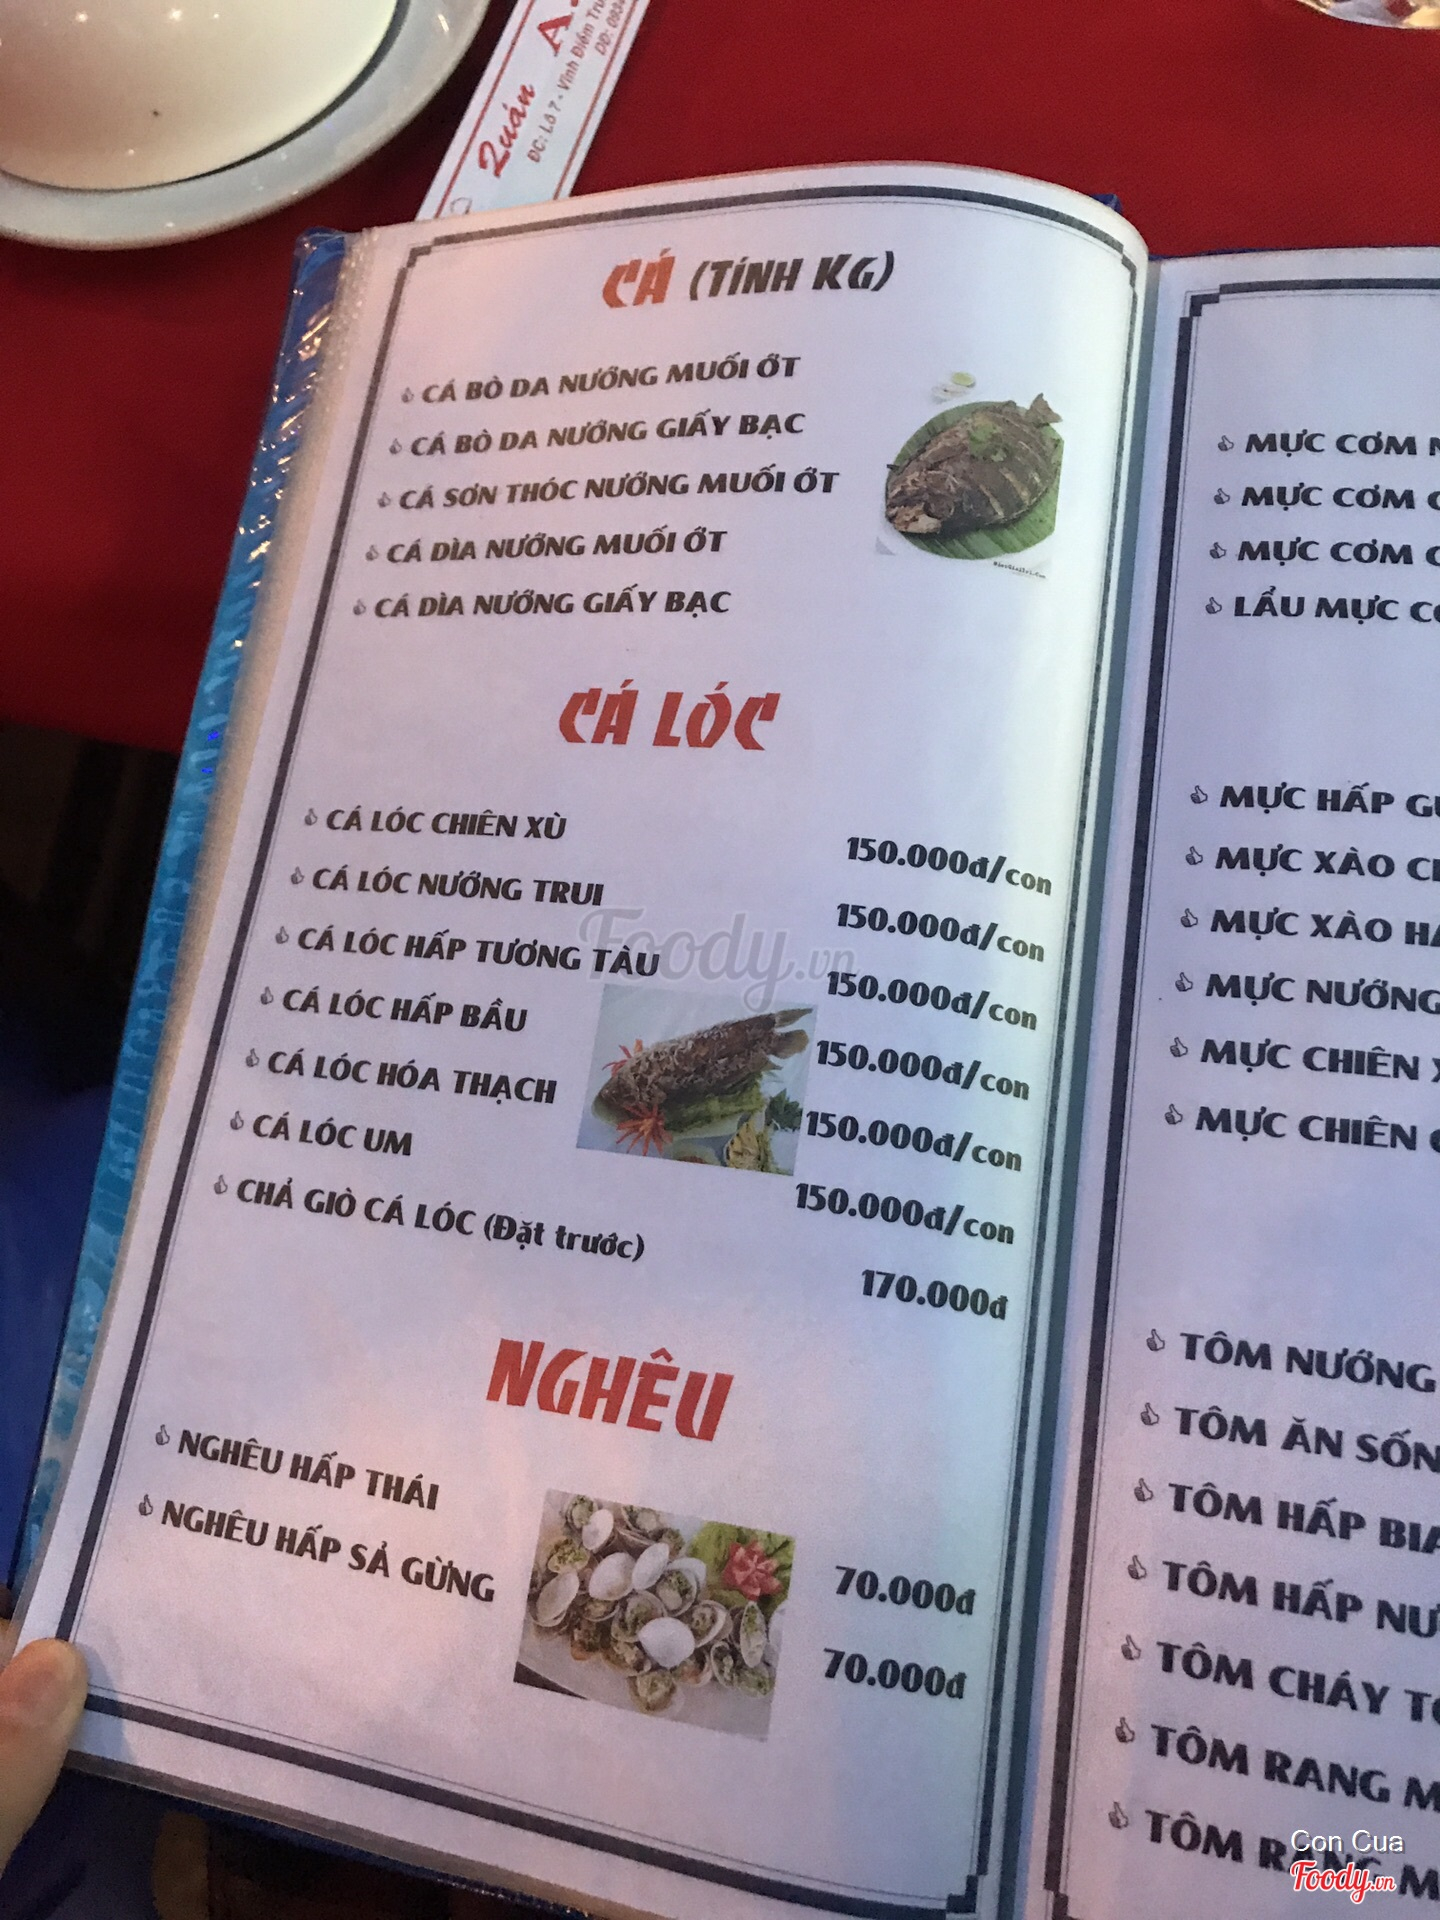 Quán A
ĐC: Lô 7 - Vĩnh Điềm
CÁ (TÍNH KG)
CÁ BÒ DA NƯỚNG MUỐI ỚT
CÁ BÒ DA NƯỚNG GIẤY BẠC
CÁ SƠN THÓC NƯỚNG MUỐI ỚT
CÁ DÌA NƯỚNG MUỐI ỚT
CÁ DÌA NƯỚNG GIẤY BẠC
CÁ LÓC
CÁ LÓC CHIÊN XÙ 150.000đ/con
CÁ LÓC NƯỚNG TRUI 150.000đ/con
CÁ LÓC HẤP TƯƠNG TÀU 150.000đ/con
CÁ LÓC HẤP BẦU 150.000đ/con
CÁ LÓC HÓA THẠCH 150.000đ/con
CÁ LÓC UM 150.000đ/con
CHẢ GIÒ CÁ LÓC (Đặt trước) 170.000đ
NGHÊU
NGHÊU HẤP THÁI 70.000đ
NGHÊU HẤP SẢ GỪNG 70.000đ
MỰC CƠM
MỰC CƠM
MỰC CƠM
LẨU MỰC
MỰC HẤP
MỰC XÀO
MỰC XÀO
MỰC NƯỚNG
MỰC CHIÊN
MỰC CHIÊN
TÔM NƯỚNG
TÔM ĂN SỐN
TÔM HẤP BIA
TÔM HẤP
TÔM CHÁY
TÔM RANG
TÔM RANG
Foody.vn
Con Cua
Foody.vn